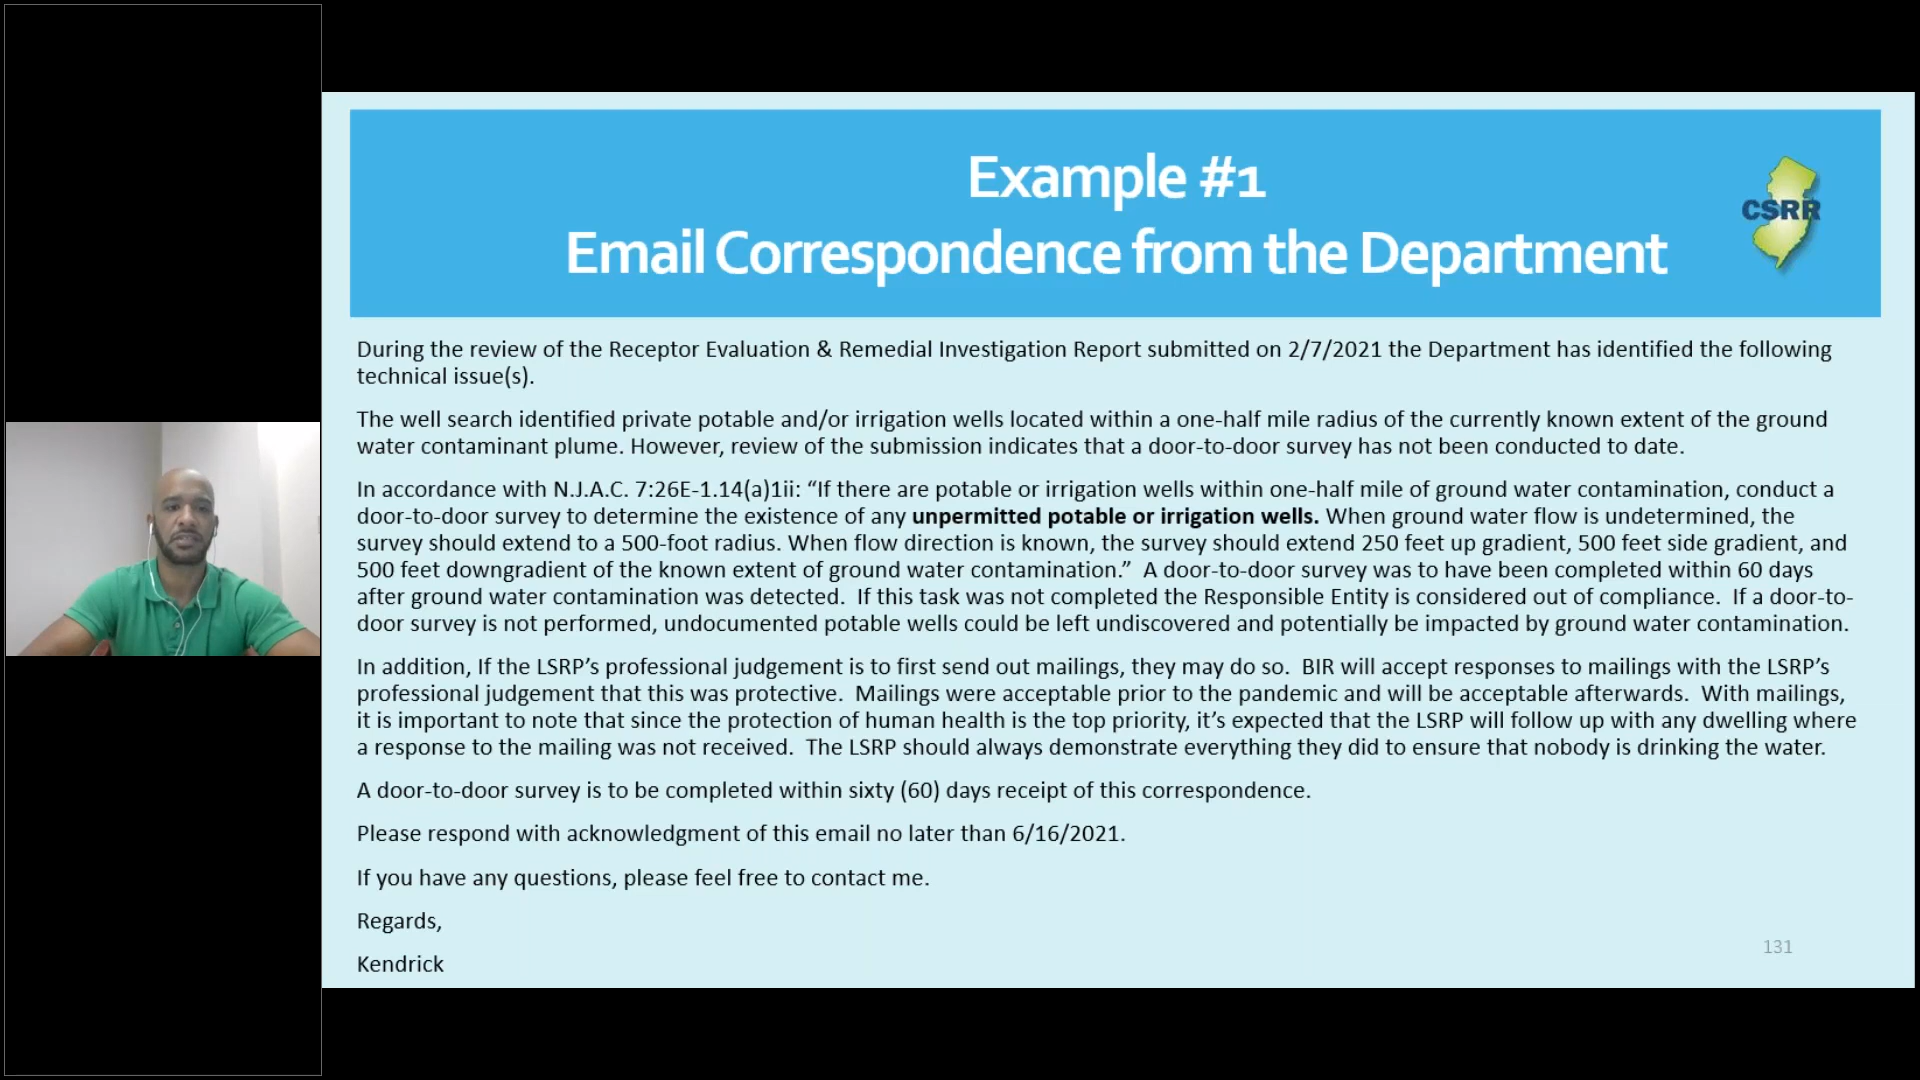 Example #1
Email Correspondence from the Department
CSRR
During the review of the Receptor Evaluation & Remedial Investigation Report submitted on 2/7/2021 the Department has identified the following
technical issue(s).
The well search identified private potable and/or irrigation wells located within a one-half mile radius of the currently known extent of the ground
water contaminant plume. However, review of the submission indicates that a door-to-door survey has not been conducted to date.
In accordance with N.J.A.C. 7:26E-1.14(a)1ii: “If there are potable or irrigation wells within one-half mile of ground water contamination, conduct a
door-to-door survey to determine the existence of any unpermitted potable or irrigation wells. When ground water flow is undetermined, the
survey should extend to a 500-foot radius. When flow direction is known, the survey should extend 250 feet up gradient, 500 feet side gradient, and
500 feet downgradient of the known extent of ground water contamination.” A door-to-door survey was to have been completed within 60 days
after ground water contamination was detected. If this task was not completed the Responsible Entity is considered out of compliance. If a door-to-
door survey is not performed, undocumented potable wells could be left undiscovered and potentially be impacted by ground water contamination.
In addition, If the LSRP’s professional judgement is to first send out mailings, they may do so. BIR will accept responses to mailings with the LSRP’s
professional judgement that this was protective. Mailings were acceptable prior to the pandemic and will be acceptable afterwards. With mailings,
it is important to note that since the protection of human health is the top priority, it’s expected that the LSRP will follow up with any dwelling where
a response to the mailing was not received. The LSRP should always demonstrate everything they did to ensure that nobody is drinking the water.
A door-to-door survey is to be completed within sixty (60) days receipt of this correspondence.
Please respond with acknowledgment of this email no later than 6/16/2021.
If you have any questions, please feel free to contact me.
Regards,
Kendrick
131